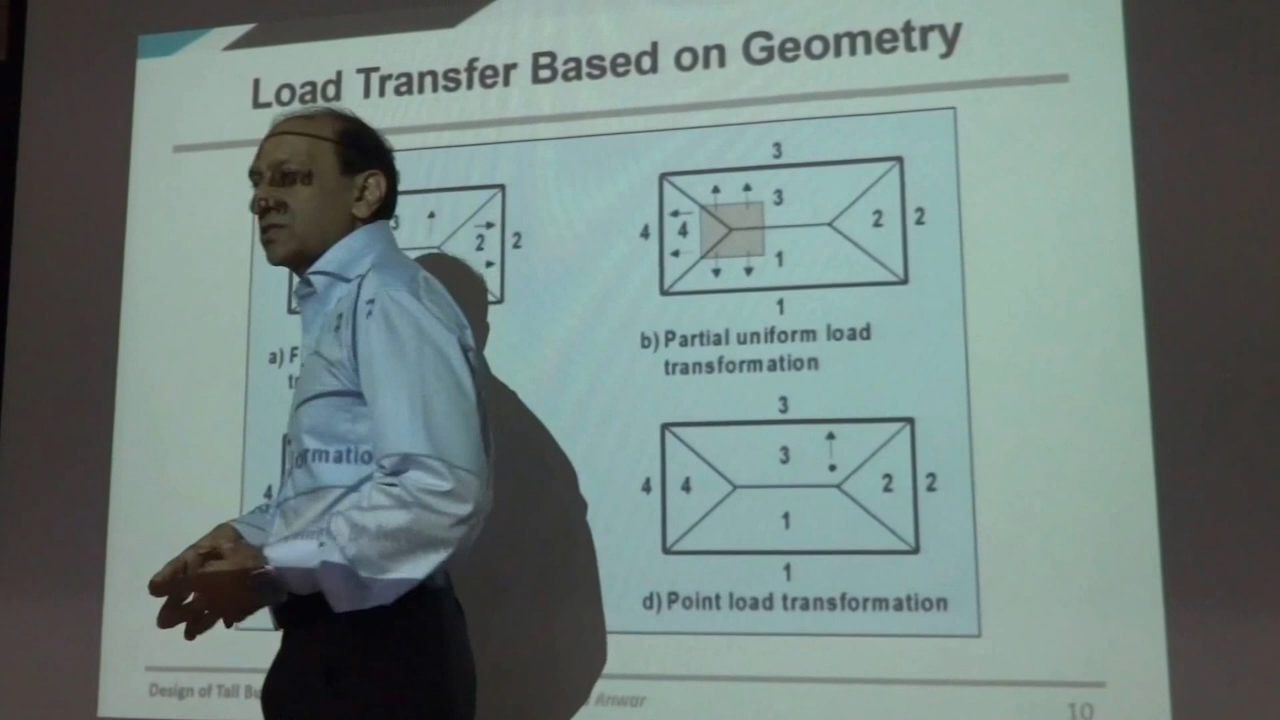 Load Transfer Based on Geometry
3
3
4
4
2
2
1
1
b) Partial uniform load
transformation
3
2
2
a) F
3
3
4
4
2
2
1
1
d) Point load transformation
4
ormatio
Design of Tall Bu
Anwar
10